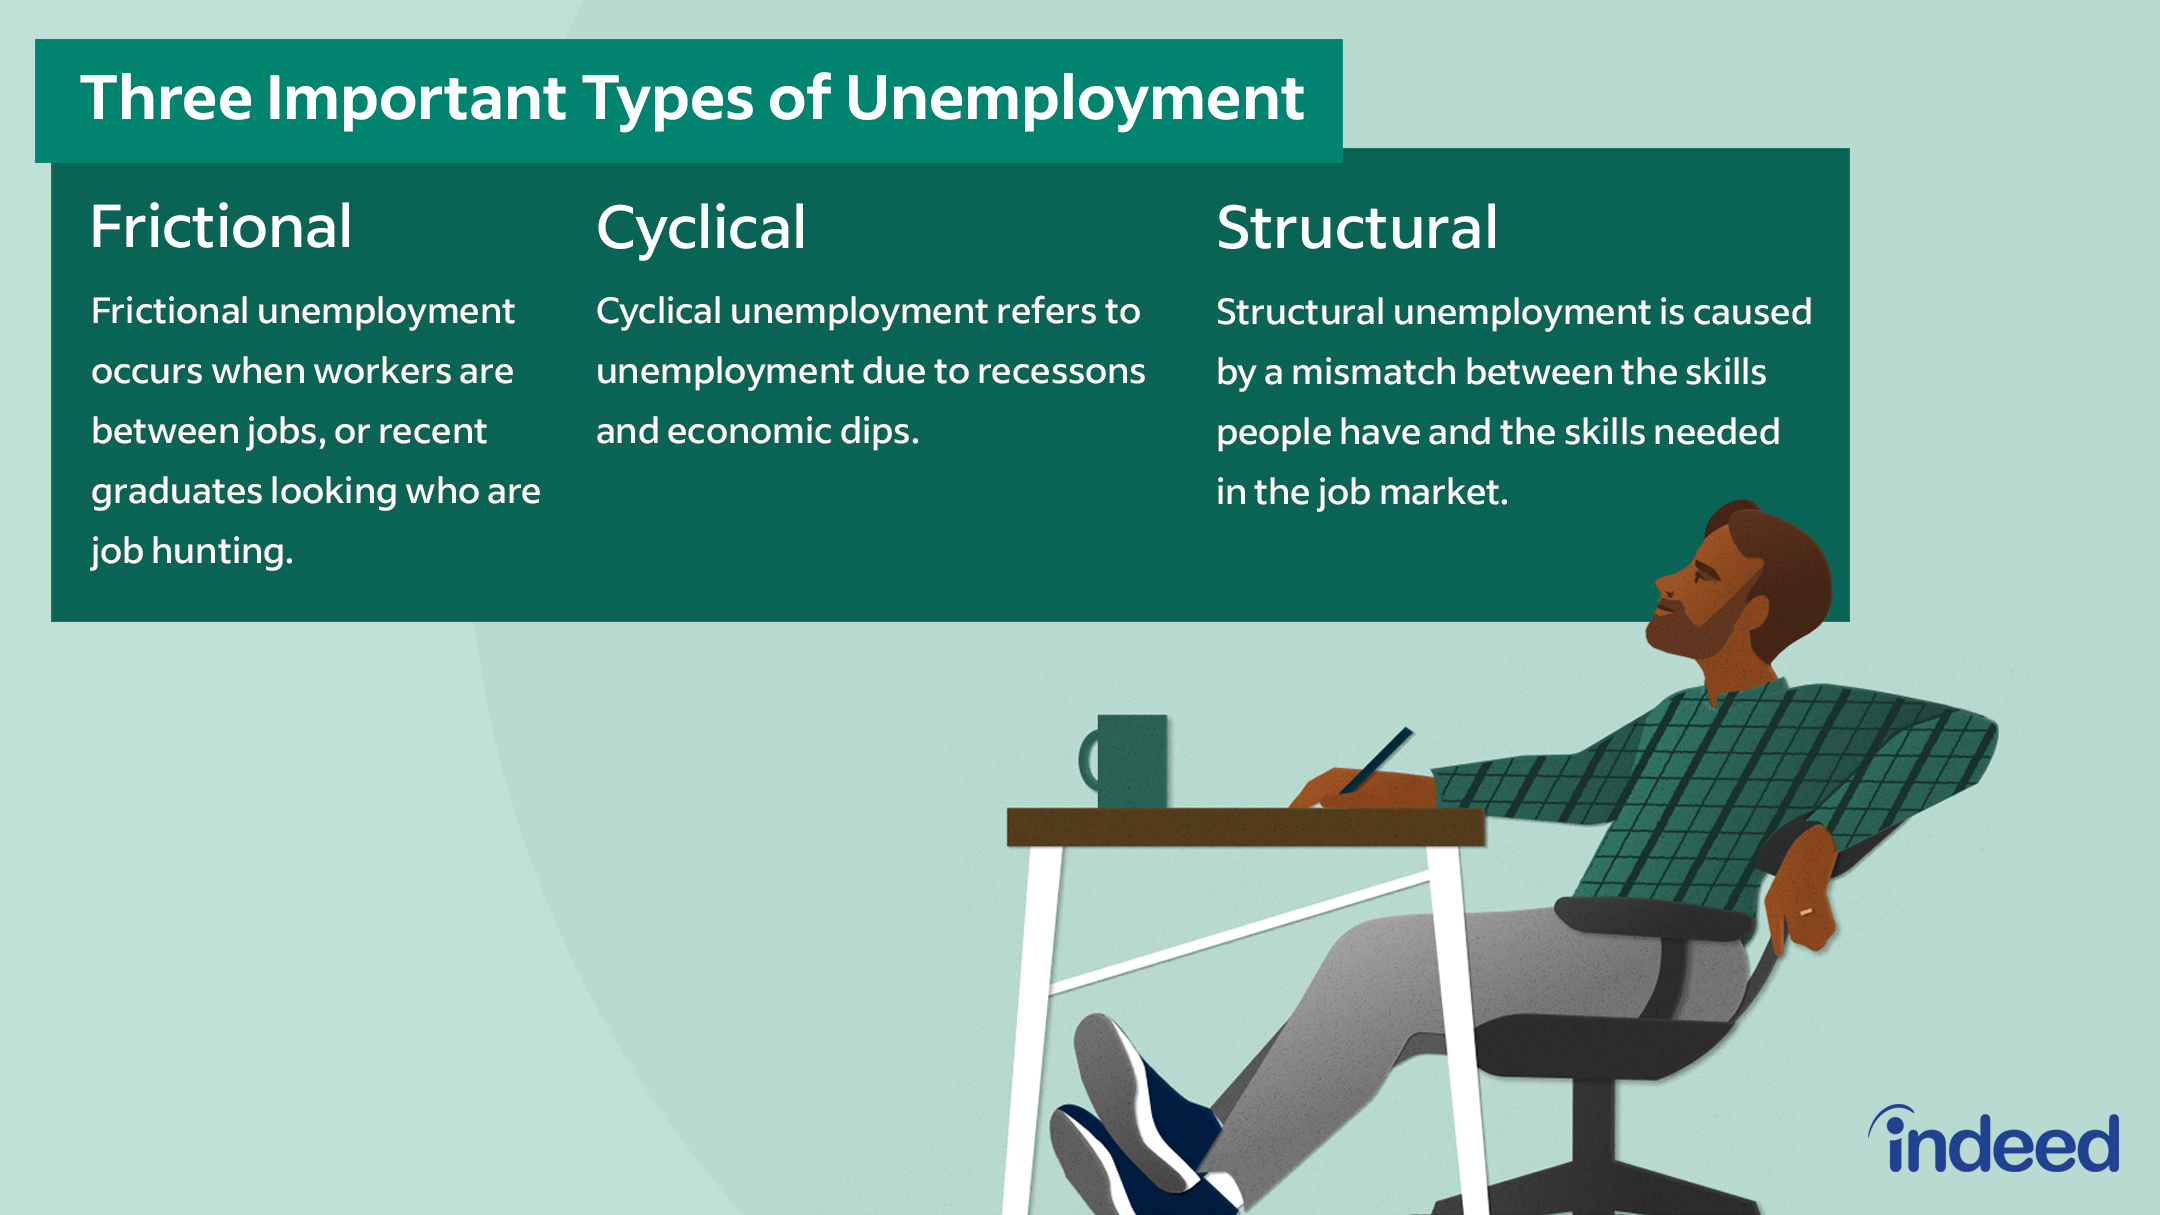 Three Important Types of Unemployment
Frictional
Frictional unemployment
occurs when workers are
between jobs, or recent
graduates looking who are
job hunting.
Cyclical
Cyclical unemployment refers to
unemployment due to recessons
and economic dips.
Structural
Structural unemployment is caused
by a mismatch between the skills
people have and the skills needed
in the job market.
indeed